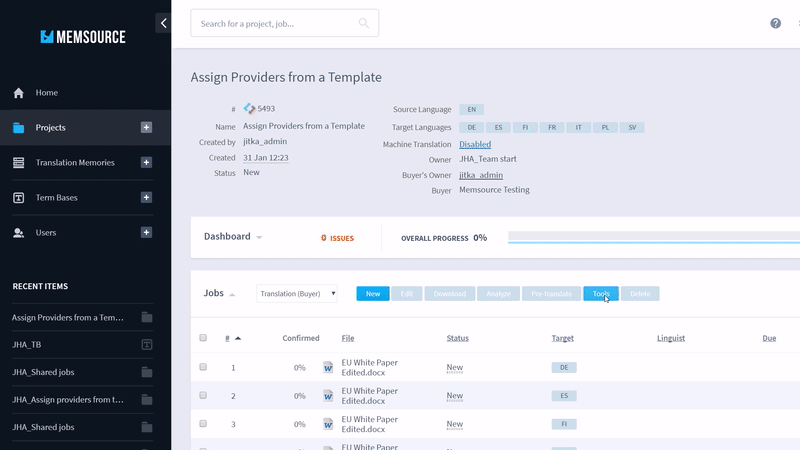 MEMSOURCE
Search for a project, job...
?
Home
Projects
Translation Memories
Term Bases
Users
RECENT ITEMS
Assign Providers from a Tem...
JHA_TB
JHA_Shared jobs
JHA_Assign providers from t...
JHA_Shared jobs
Assign Providers from a Template
# 5493
Name Assign Providers from a Template
Created by jitka_admin
Created 31 Jan 12:23
Status New
Source Language EN
Target Languages DE ES FI FR IT PL SV
Machine Translation Disabled
Owner JHA_Team start
Buyer's Owner jitka_admin
Buyer Memsource Testing
Dashboard 0 ISSUES OVERALL PROGRESS 0%
Jobs Translation (Buyer) New Edit Download Analyze Pre-translate Tools Delete
# Confirmed File Status Target Linguist Due
1 0% EU White Paper Edited.docx New DE
2 0% EU White Paper Edited.docx New ES
3 0% EU White Paper Edited.docx New FI
EU White Paper